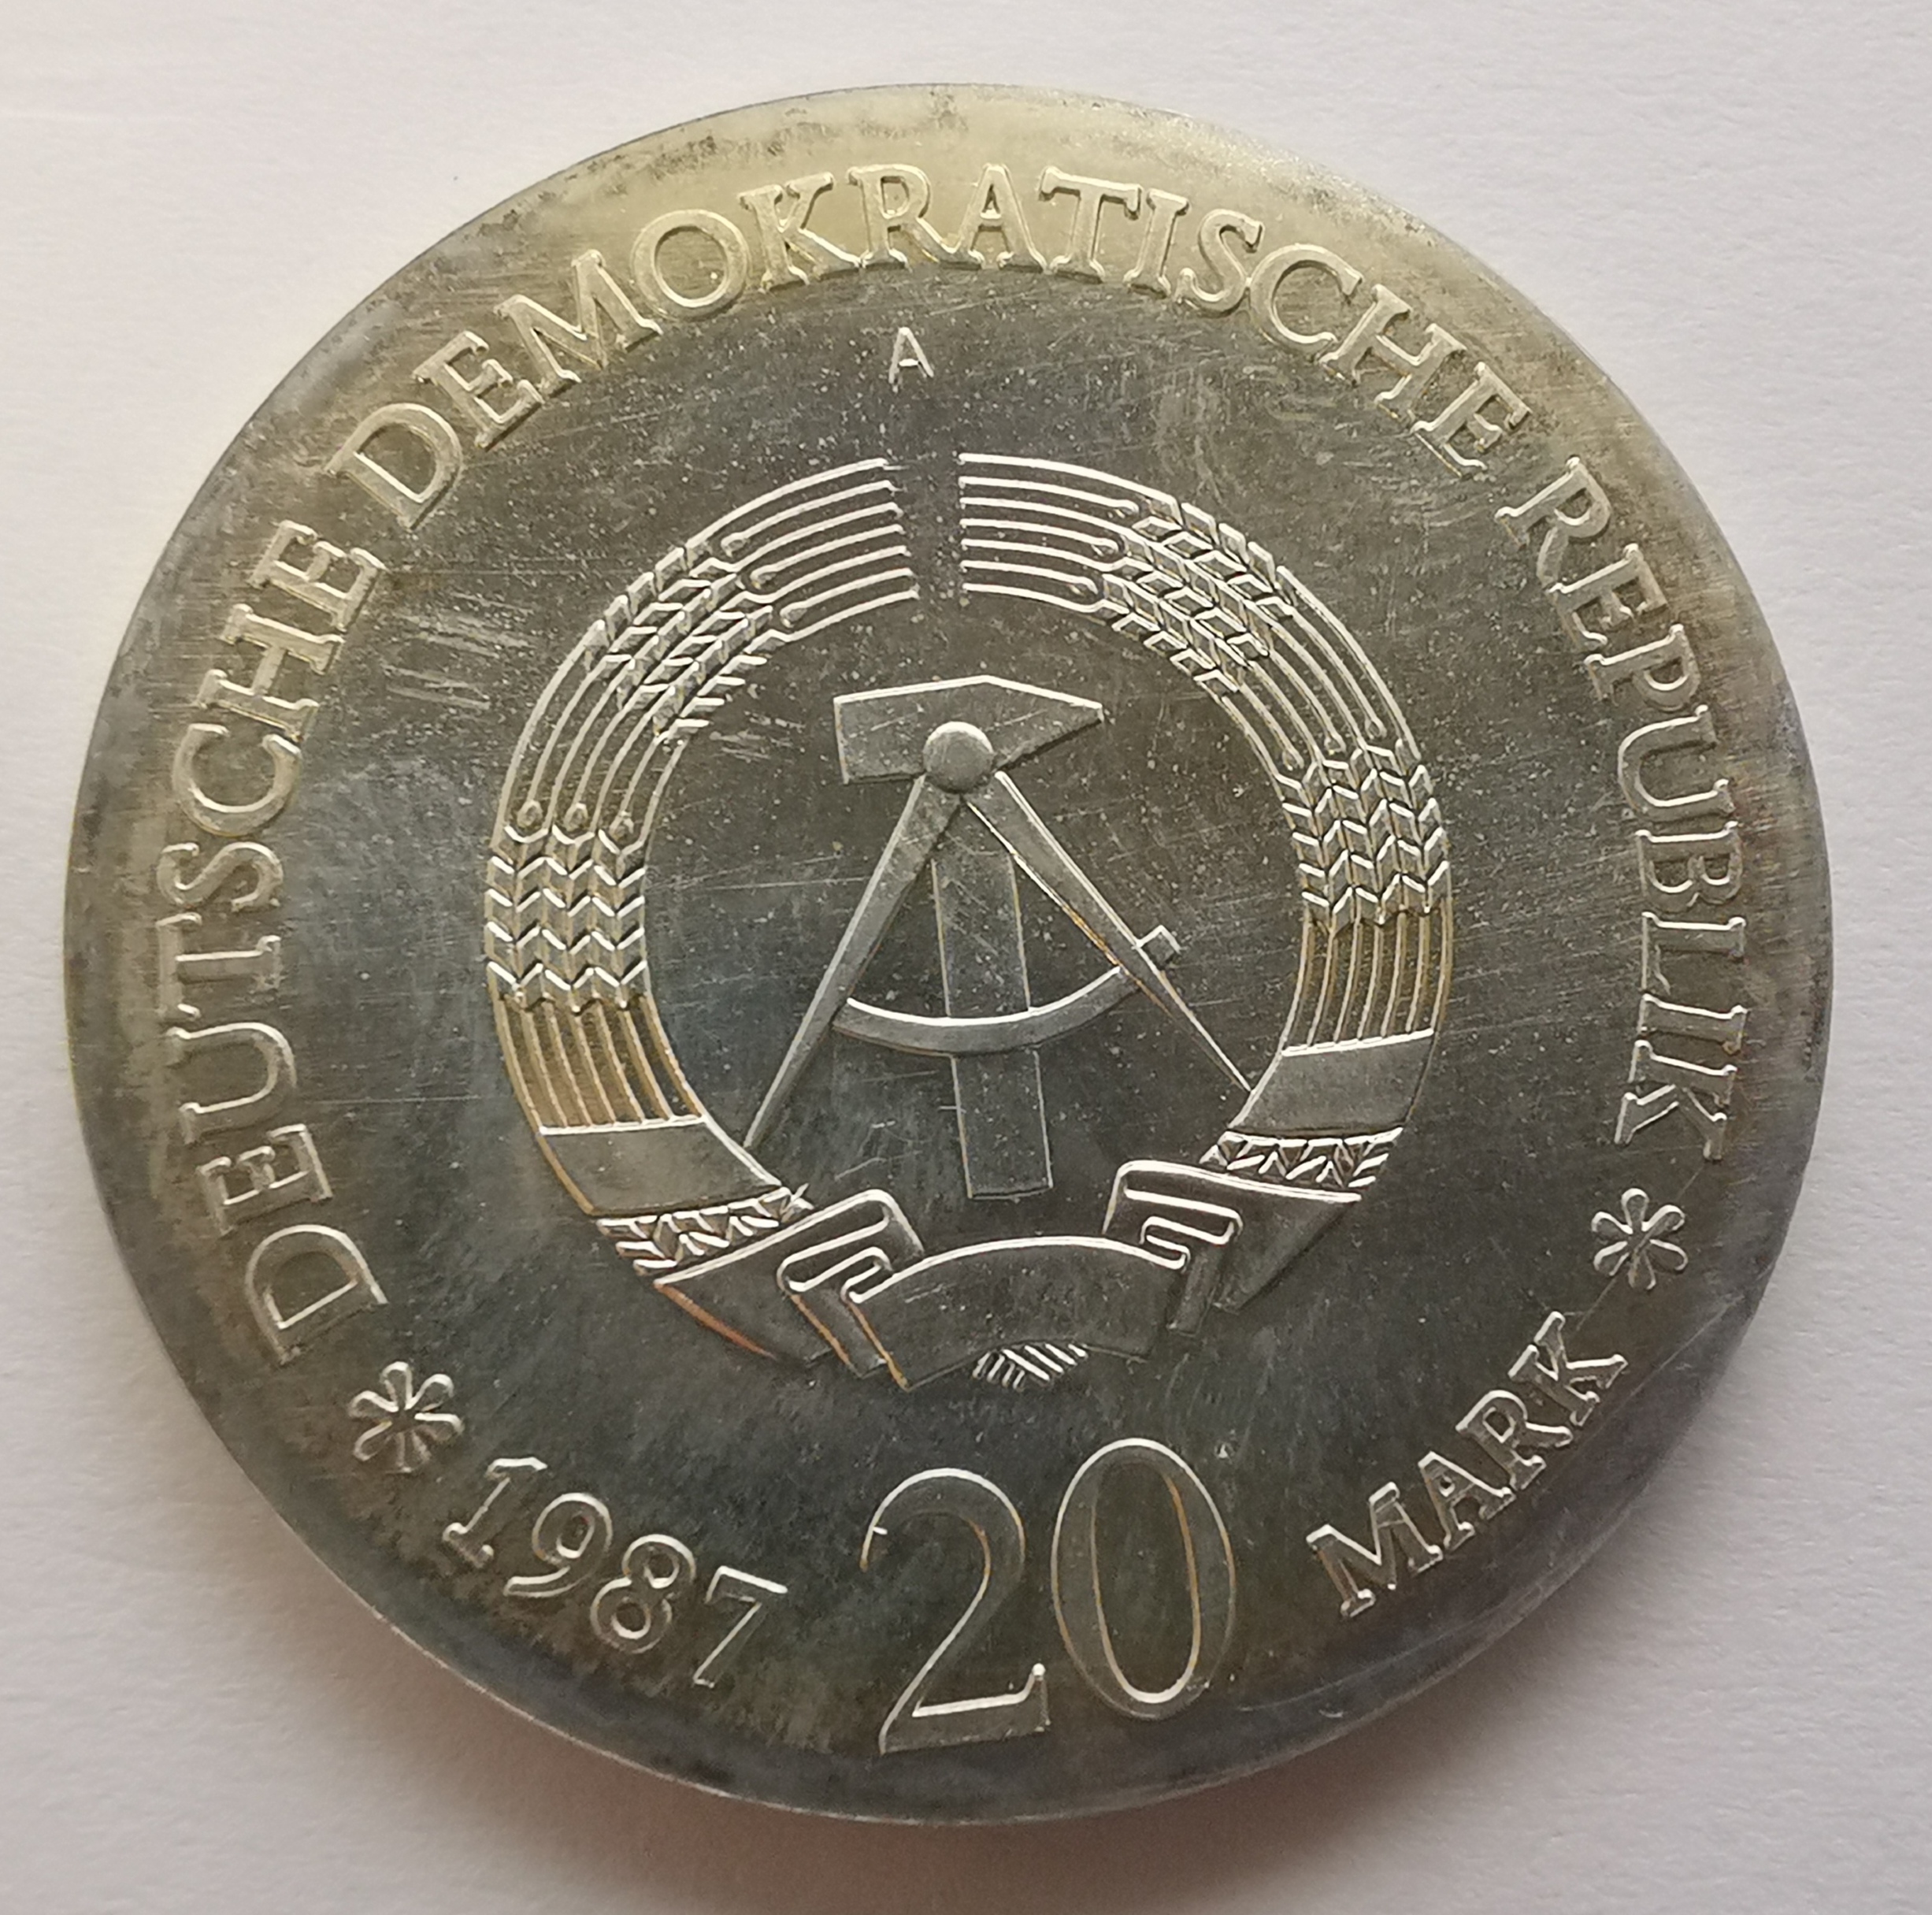 DEUTSCHE DEMOKRATISCHE REPUBLIK
A
* 1987 20 MARK *